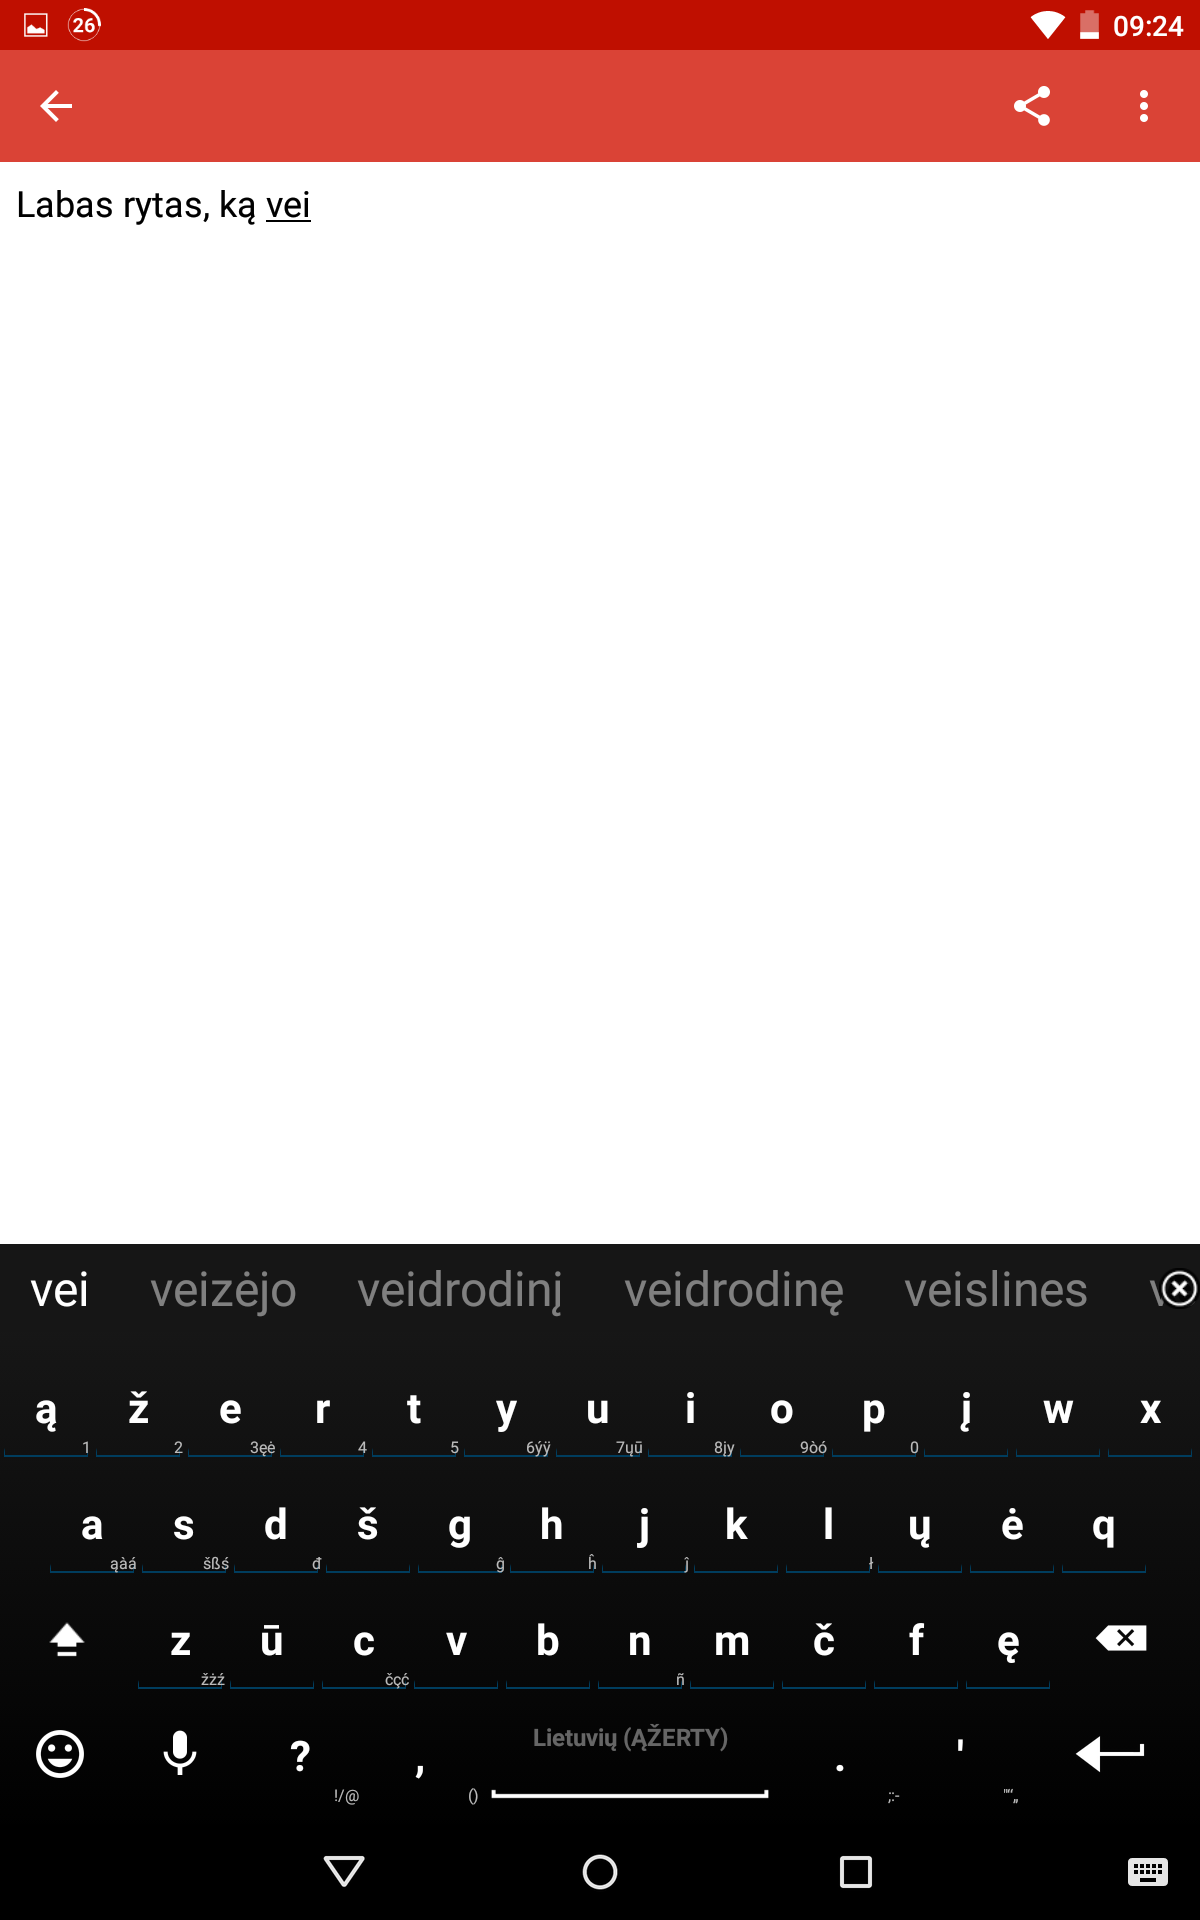 26 09:24
Labas rytas, ką vei
vei veizėjo veidrodinį veidrodinę veislines v
ą ž e r t y u i o p į w x
1 2 3ęė 4 5 6ýÿ 7ųū 8įy 9òó 0
a s d š g h j k l ų ė q
ąàá šßś đ ĝ ĥ ĵ ł
z ū c v b n m č f ę
žżź čçć ñ
Lietuvių (ĄŽERTY)
? , . '
!/@ () ;:- "“„